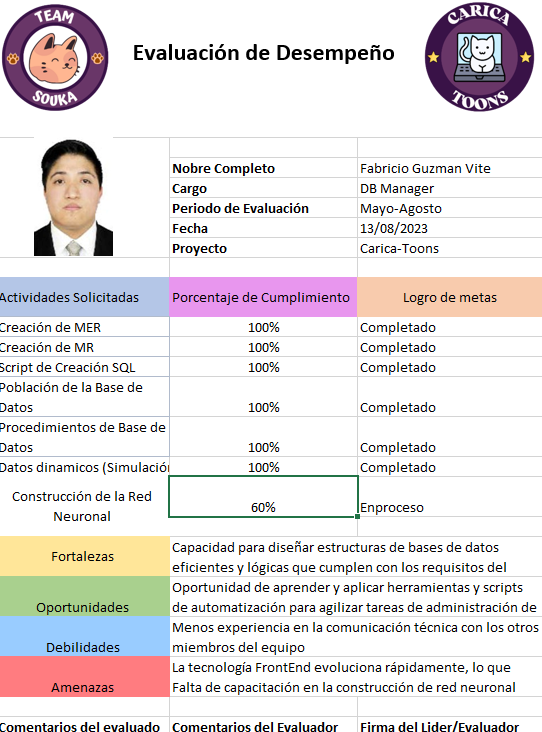 TEAM
SOUKA
Evaluación de Desempeño
CARICA
TOONS
Nobre Completo Fabricio Guzman Vite
Cargo DB Manager
Periodo de Evaluación Mayo-Agosto
Fecha 13/08/2023
Proyecto Carica-Toons
Actividades Solicitadas Porcentaje de Cumplimiento Logro de metas
Creación de MER 100% Completado
Creación de MR 100% Completado
Script de Creación SQL 100% Completado
Población de la Base de
Datos 100% Completado
Procedimientos de Base de
Datos 100% Completado
Datos dinamicos (Simulación 100% Completado
Construcción de la Red
Neuronal 60% Enproceso
Fortalezas
Capacidad para diseñar estructuras de bases de datos
eficientes y lógicas que cumplen con los requisitos del
Oportunidades
Oportunidad de aprender y aplicar herramientas y scripts
de automatización para agilizar tareas de administración de
Debilidades
Menos experiencia en la comunicación técnica con los otros
miembros del equipo
Amenazas
La tecnología FrontEnd evoluciona rápidamente, lo que
Falta de capacitación en la construcción de red neuronal
Comentarios del evaluado Comentarios del Evaluador Firma del Lider/Evaluador